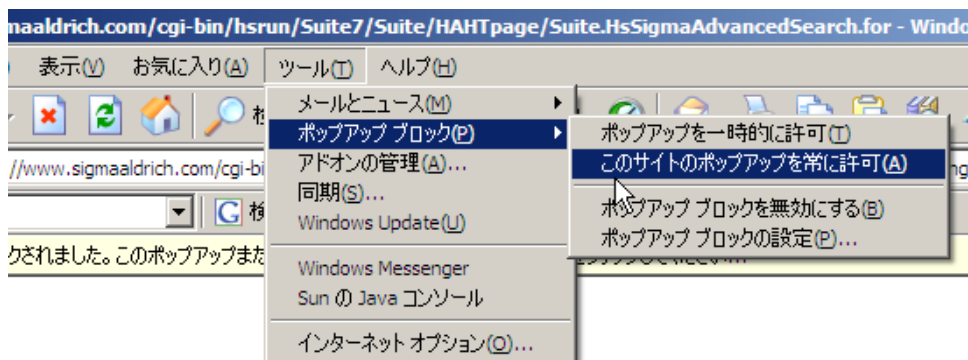 naaldrich.com/cgi-bin/hsrun/Suite7/Suite/HAHTpage/Suite.HsSigmaAdvancedSearch.for - Windo
表示(V) お気に入り(A) ツール(T) ヘルプ(H)
メールとニュース(M)
ポップアップ ブロック(P)
ポップアップを一時的に許可(T)
//www.sigmaaldrich.com/cgi-bi
アドオンの管理(A)...
このサイトのポップアップを常に許可(A)
同期(S)...
ポップアップ ブロックを無効にする(B)
Windows Update(U)
ポップアップ ブロックの設定(P)...
クされました。このポップアップまた
Windows Messenger
Sun の Java コンソール
インターネット オプション(O)...